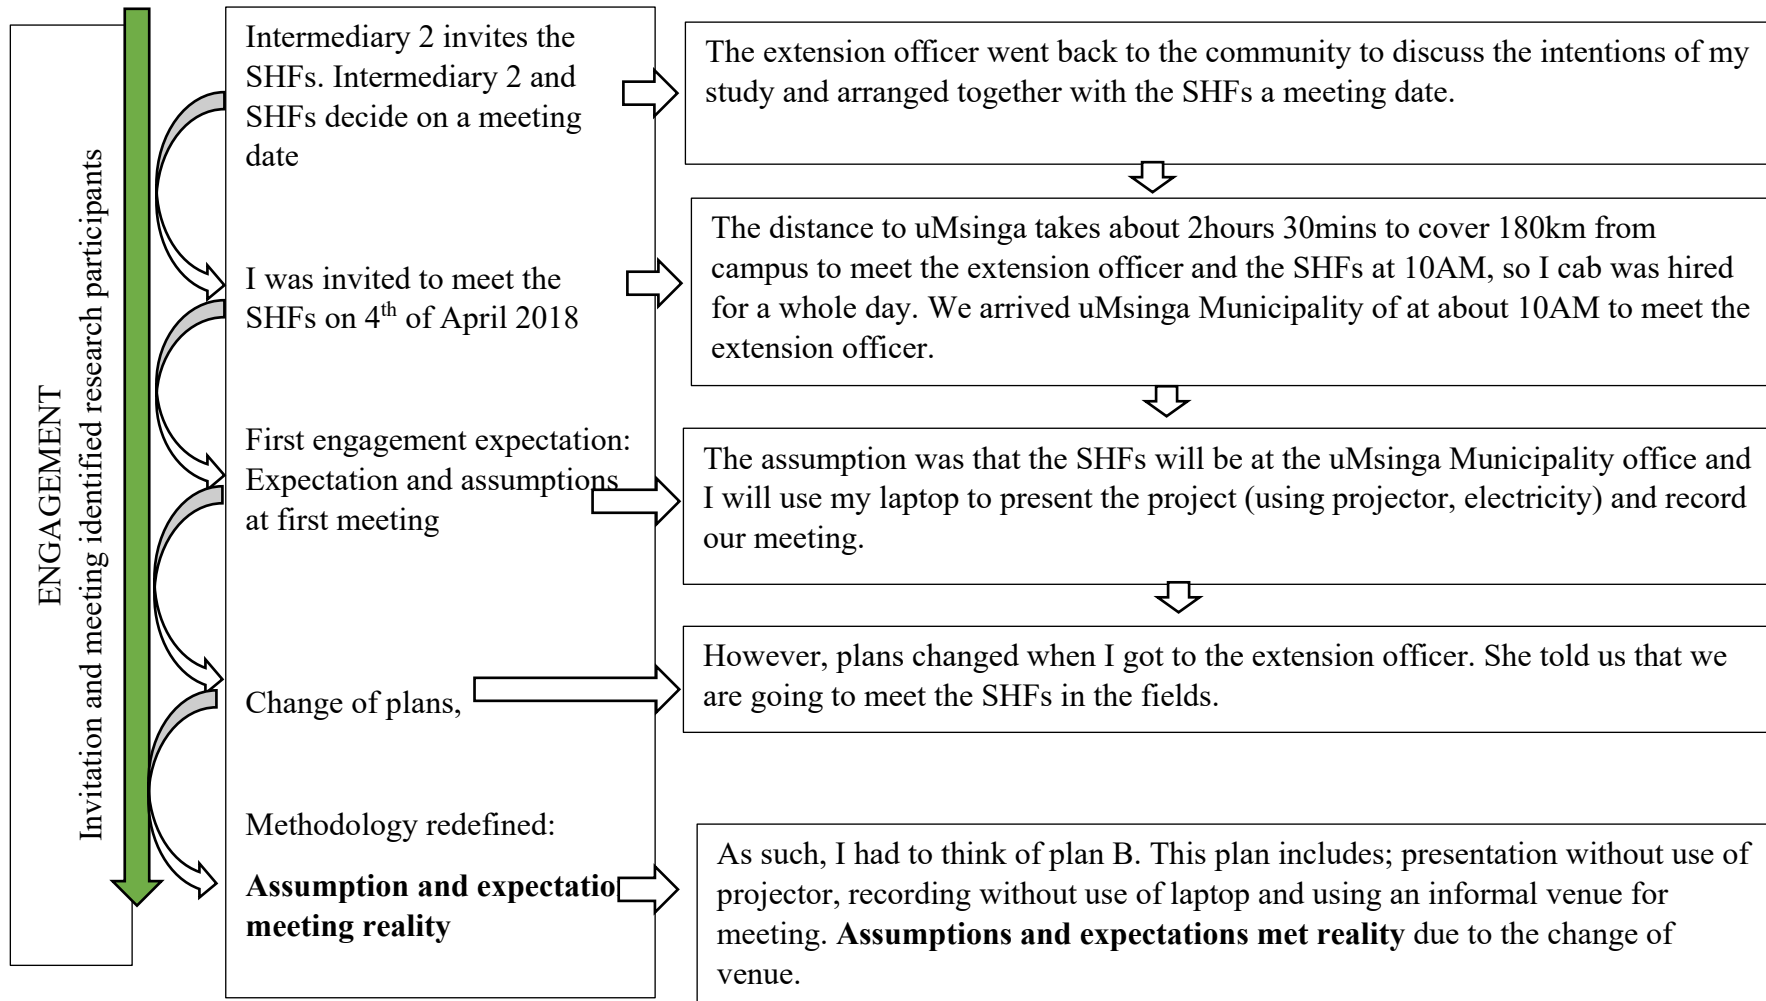 ENGAGEMENT
Invitation and meeting identified research participants
Intermediary 2 invites the
SHFs. Intermediary 2 and
SHFs decide on a meeting
date
The extension officer went back to the community to discuss the intentions of my
study and arranged together with the SHFs a meeting date.
I was invited to meet the
SHFs on 4th of April 2018
The distance to uMsinga takes about 2hours 30mins to cover 180km from
campus to meet the extension officer and the SHFs at 10AM, so I cab was hired
for a whole day. We arrived uMsinga Municipality of at about 10AM to meet the
extension officer.
First engagement expectation:
Expectation and assumptions
at first meeting
The assumption was that the SHFs will be at the uMsinga Municipality office and
I will use my laptop to present the project (using projector, electricity) and record
our meeting.
Change of plans,
However, plans changed when I got to the extension officer. She told us that we
are going to meet the SHFs in the fields.
Methodology redefined:
Assumption and expectatio
meeting reality
As such, I had to think of plan B. This plan includes; presentation without use of
projector, recording without use of laptop and using an informal venue for
meeting. Assumptions and expectations met reality due to the change of
venue.